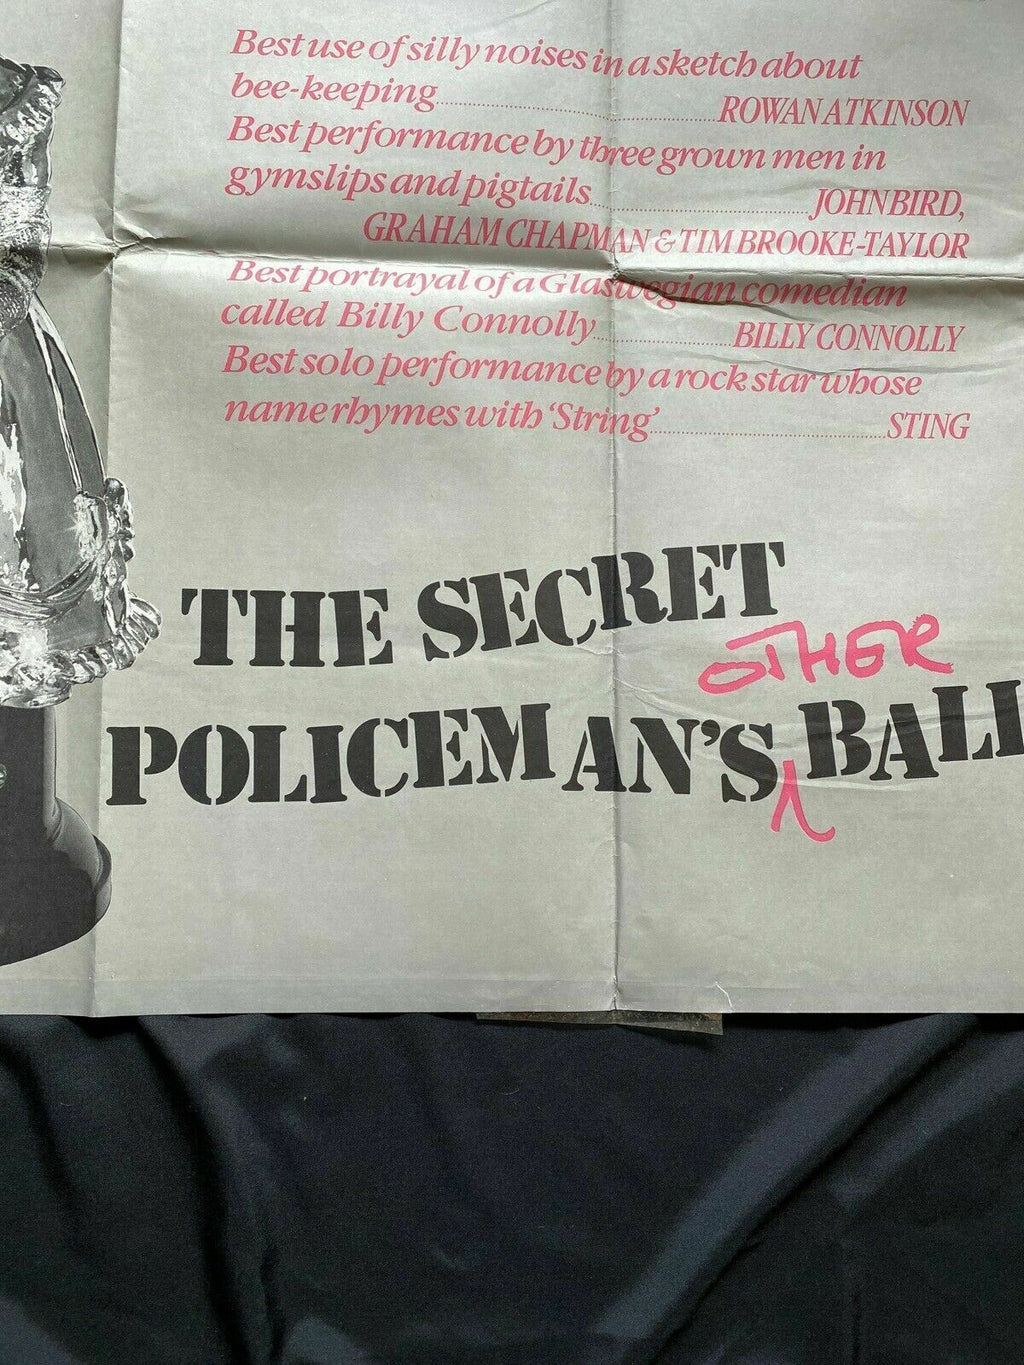 Best use of silly noises in a sketch about
bee-keeping........................ROWAN ATKINSON
Best performance by three grown men in
gymslips and pigtails........................JOHN BIRD,
GRAHAM CHAPMAN & TIM BROOKE-TAYLOR
Best portrayal of a Glaswegian comedian
called Billy Connolly........................BILLY CONNOLLY
Best solo performance by a rock star whose
name rhymes with 'String'........................STING
THE SECRET
OTHER
POLICEMAN'S BALL